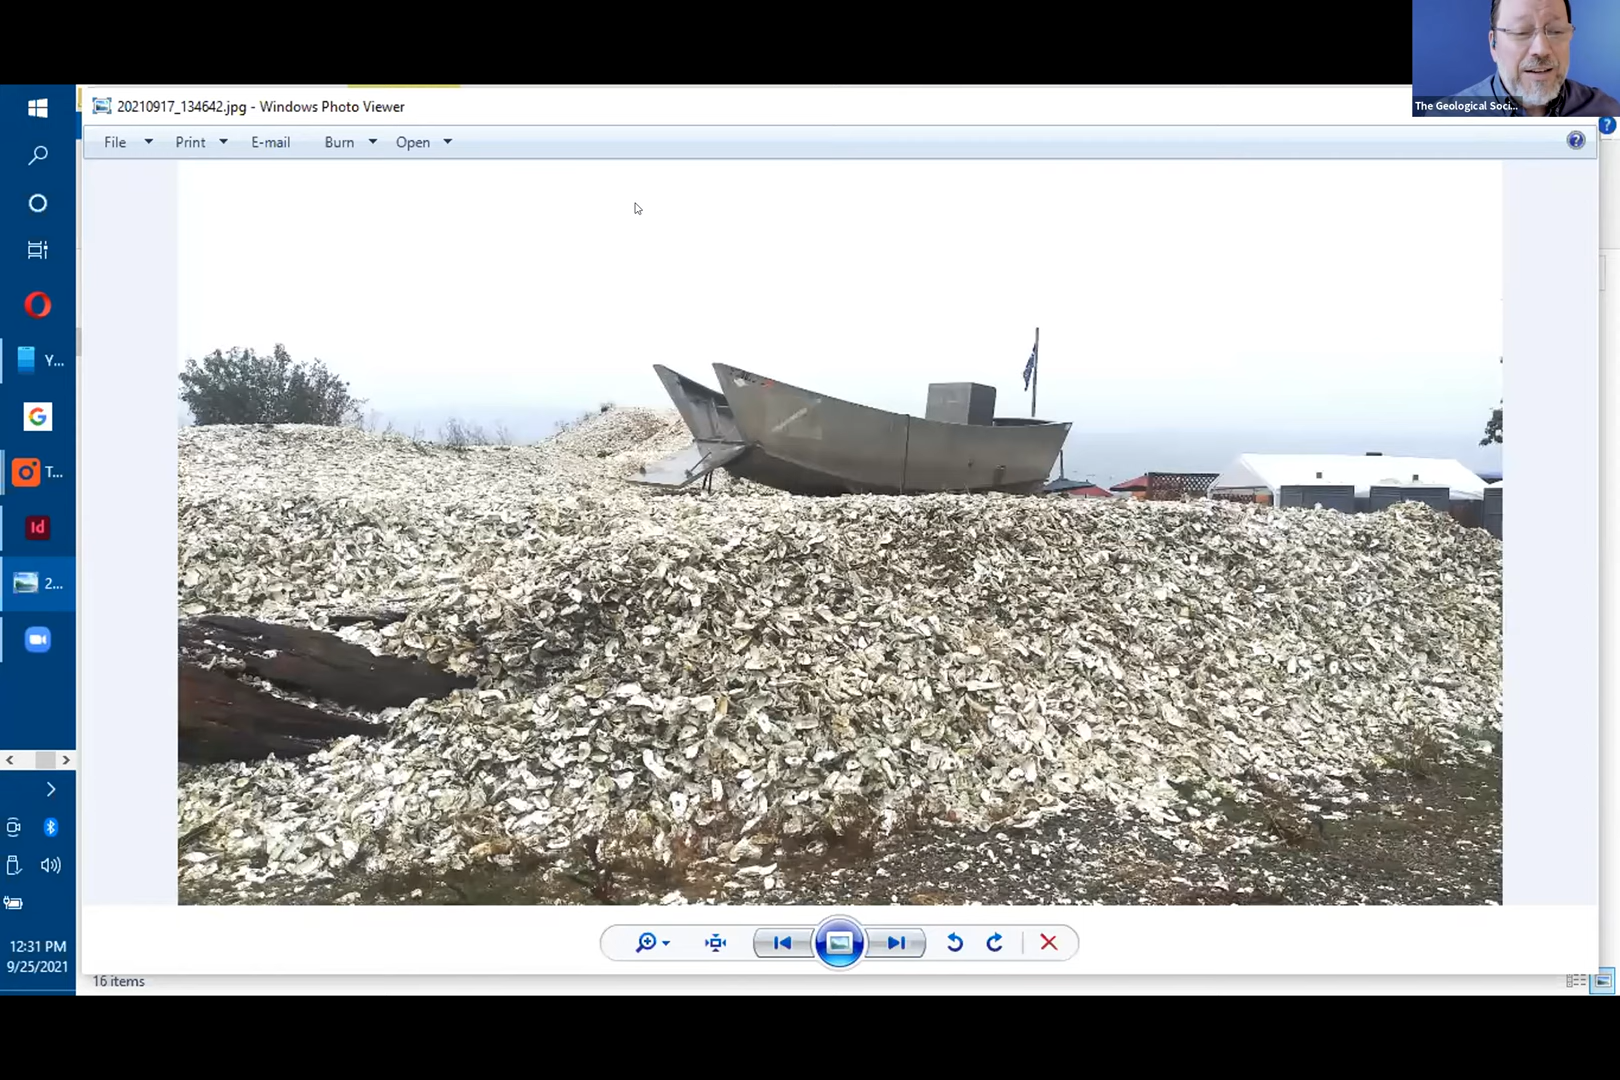 The Geological Soci...
20210917_134642.jpg - Windows Photo Viewer
File Print E-mail Burn Open
Y...
T...
Id
2...
12:31 PM
9/25/2021
16 items